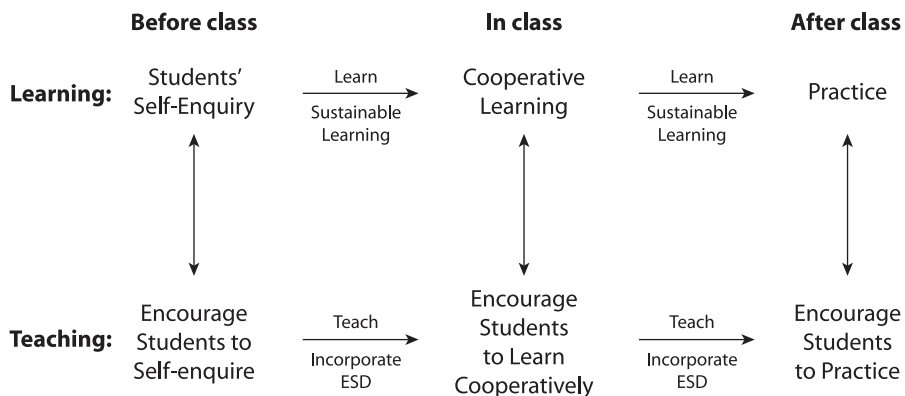 Before class
In class
After class
Learning:
Students'
Self-Enquiry
Learn
Sustainable
Learning
Cooperative
Learning
Learn
Sustainable
Learning
Practice
Teaching:
Encourage
Students to
Self-enquire
Teach
Incorporate
ESD
Encourage
Students
to Learn
Cooperatively
Teach
Incorporate
ESD
Encourage
Students
to Practice